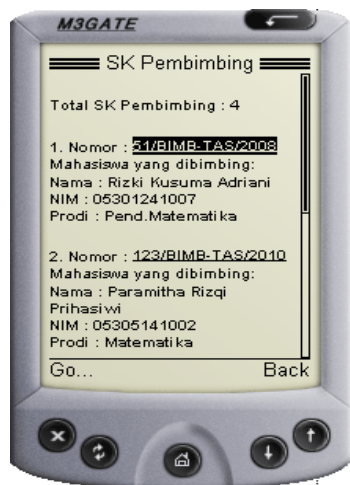 M3GATE
SK Pembimbing
Total SK Pembimbing : 4
1. Nomor : 51/BIMB-TAS/2008
Mahasiswa yang dibimbing:
Nama : Rizki Kusuma Adriani
NIM : 05301241007
Prodi : Pend.Matematika
2. Nomor : 123/BIMB-TAS/2010
Mahasiswa yang dibimbing:
Nama : Paramitha Rizqi
Prihasiwi
NIM : 05305141002
Prodi : Matematika
Go... Back